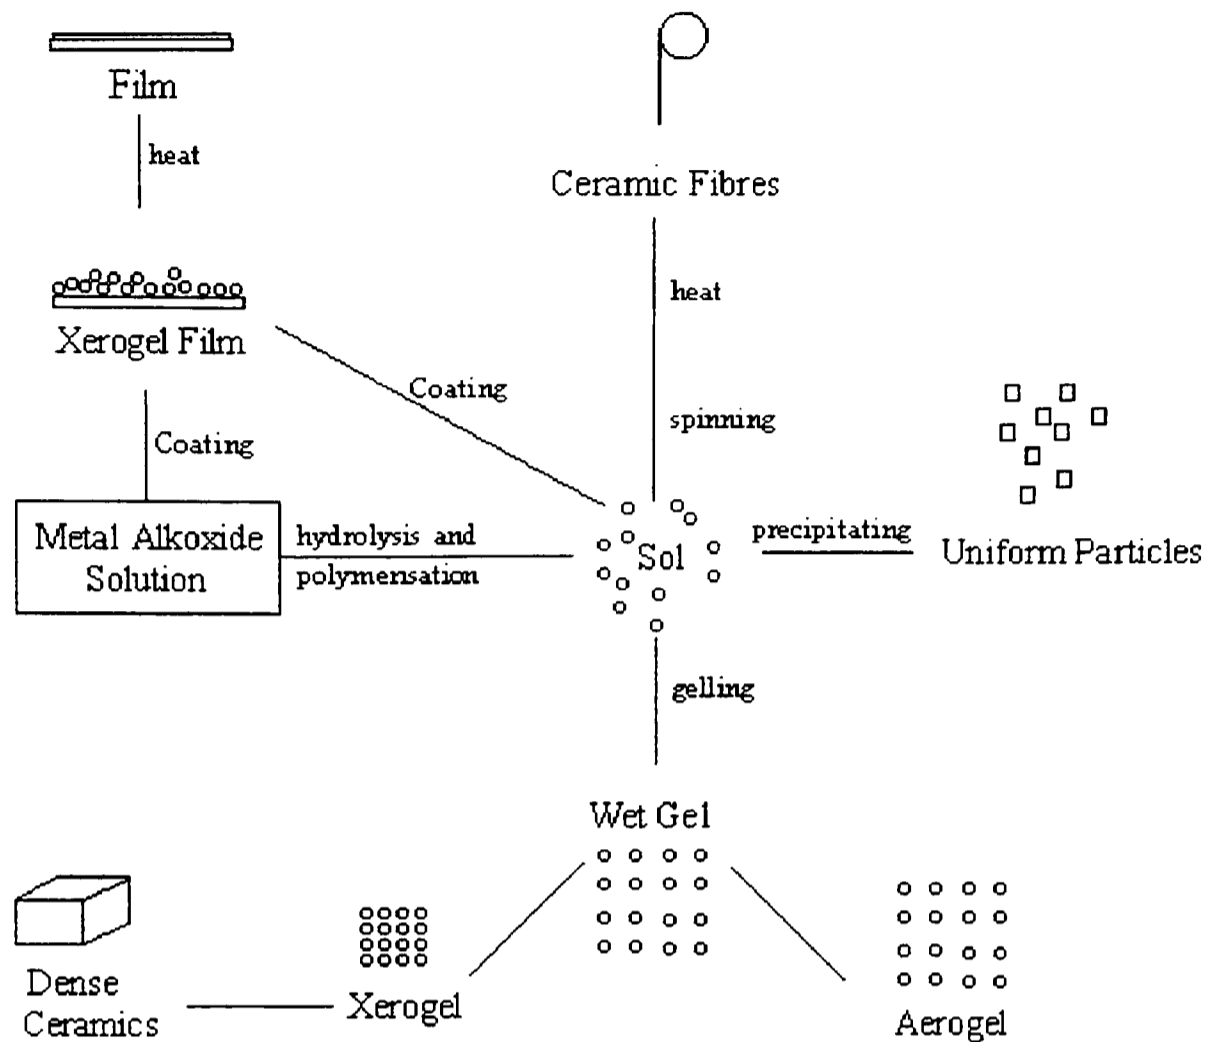 Film
heat
Ceramic Fibres
heat
Xerogel Film
Coating
spinning
Coating
Metal Alkoxide
Solution
hydrolysis and
polymensation
Sol
precipitating
Uniform Particles
gelling
Wet Gel
Dense
Ceramics
Xerogel
Aerogel